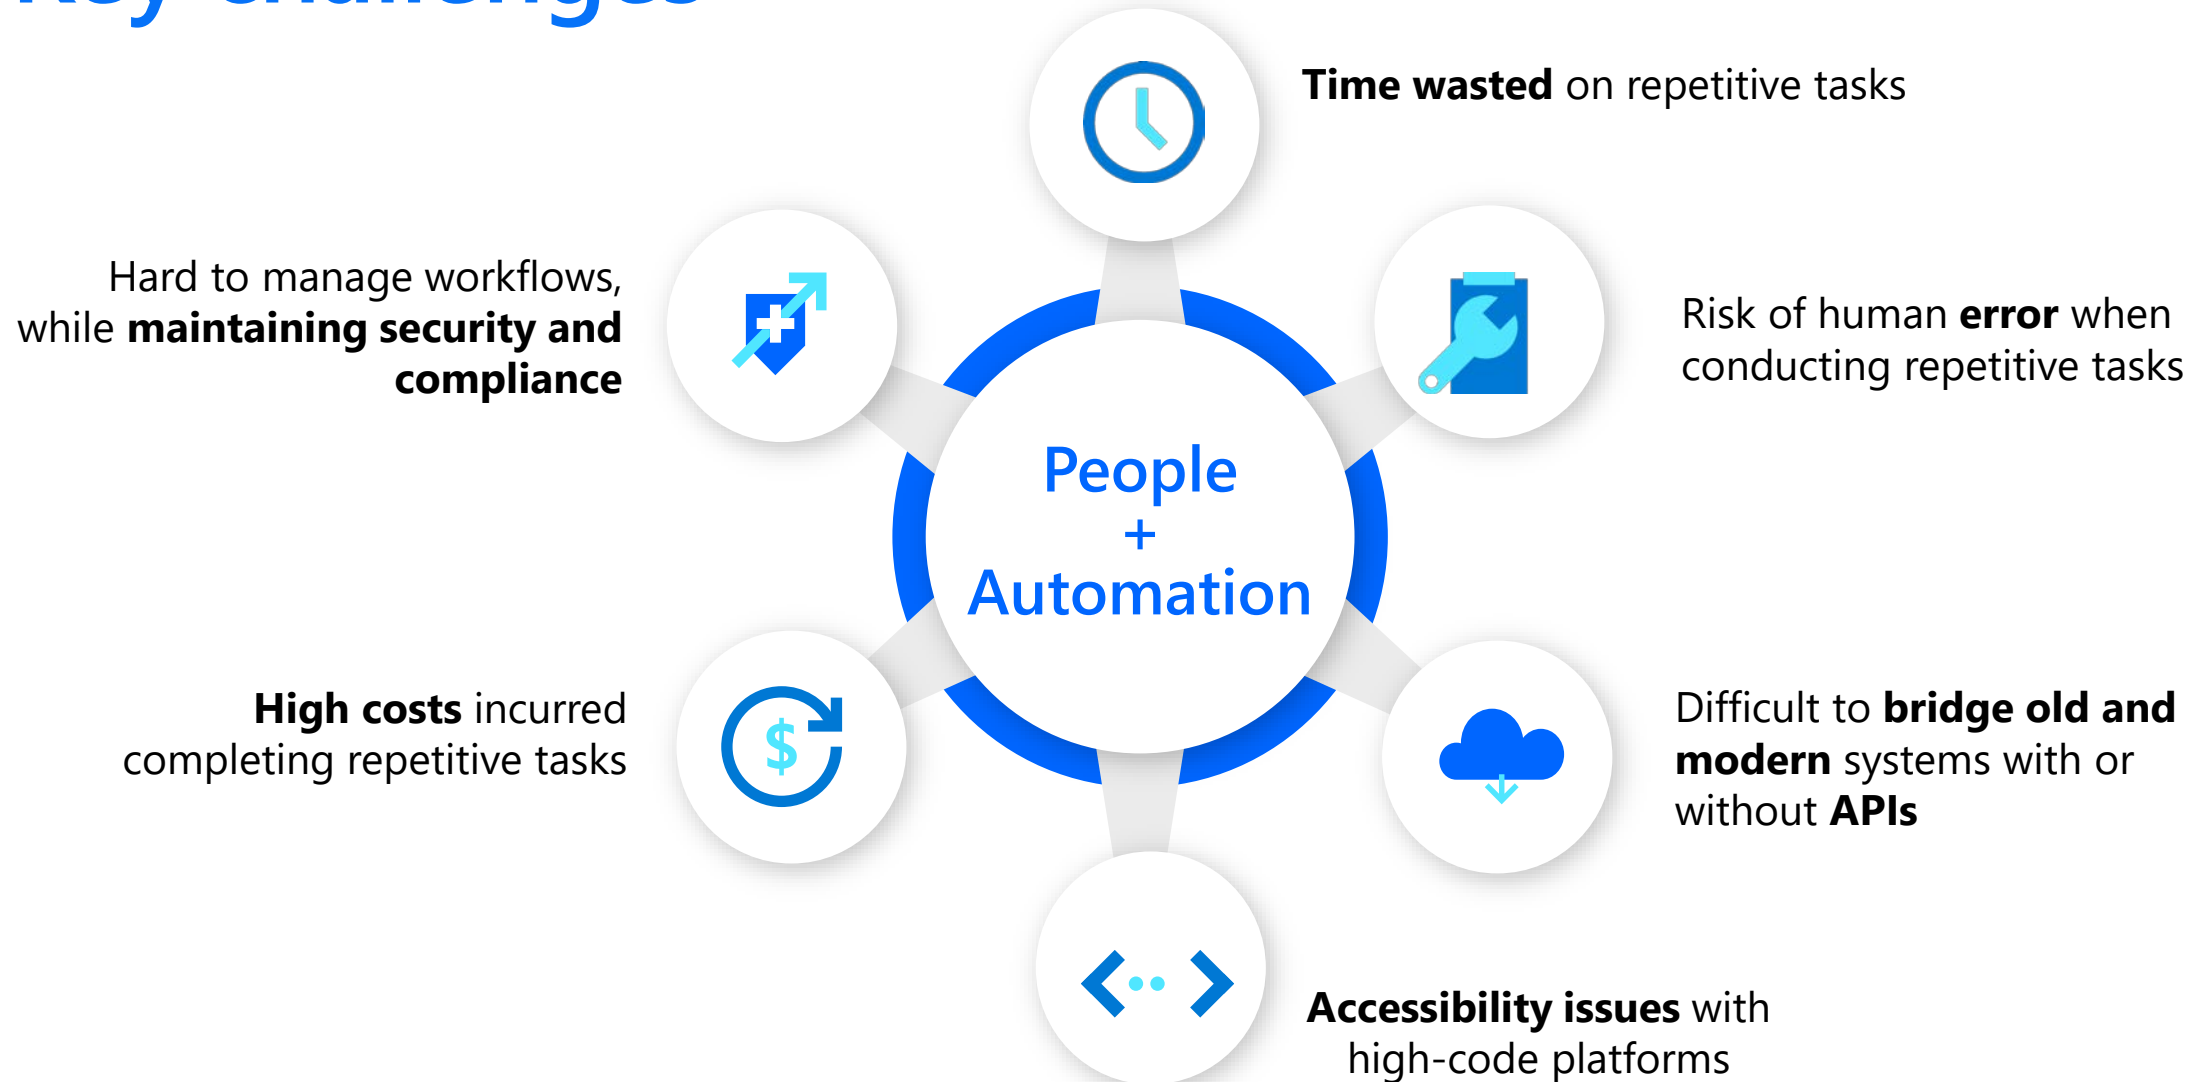 Key challenges
Time wasted on repetitive tasks
Risk of human error when
conducting repetitive tasks
Difficult to bridge old and
modern systems with or
without APIs
Accessibility issues with
high-code platforms
High costs incurred
completing repetitive tasks
Hard to manage workflows,
while maintaining security and
compliance
People
+
Automation
$